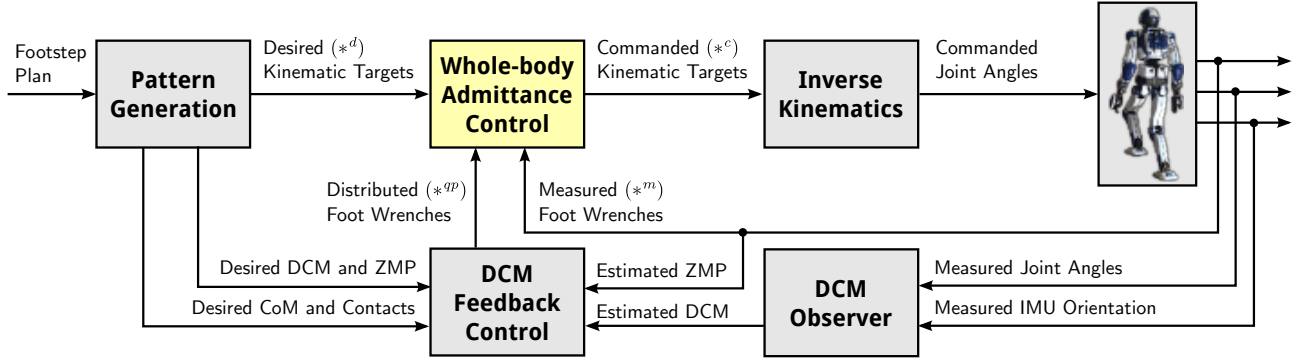 Footstep
Plan
Pattern
Generation
Desired (*^d)
Kinematic Targets
Whole-body
Admittance
Control
Commanded (*^c)
Kinematic Targets
Inverse
Kinematics
Commanded
Joint Angles
Distributed (*^{qp})
Foot Wrenches
Measured (*^m)
Foot Wrenches
Desired DCM and ZMP
Desired CoM and Contacts
DCM
Feedback
Control
Estimated ZMP
Estimated DCM
DCM
Observer
Measured Joint Angles
Measured IMU Orientation